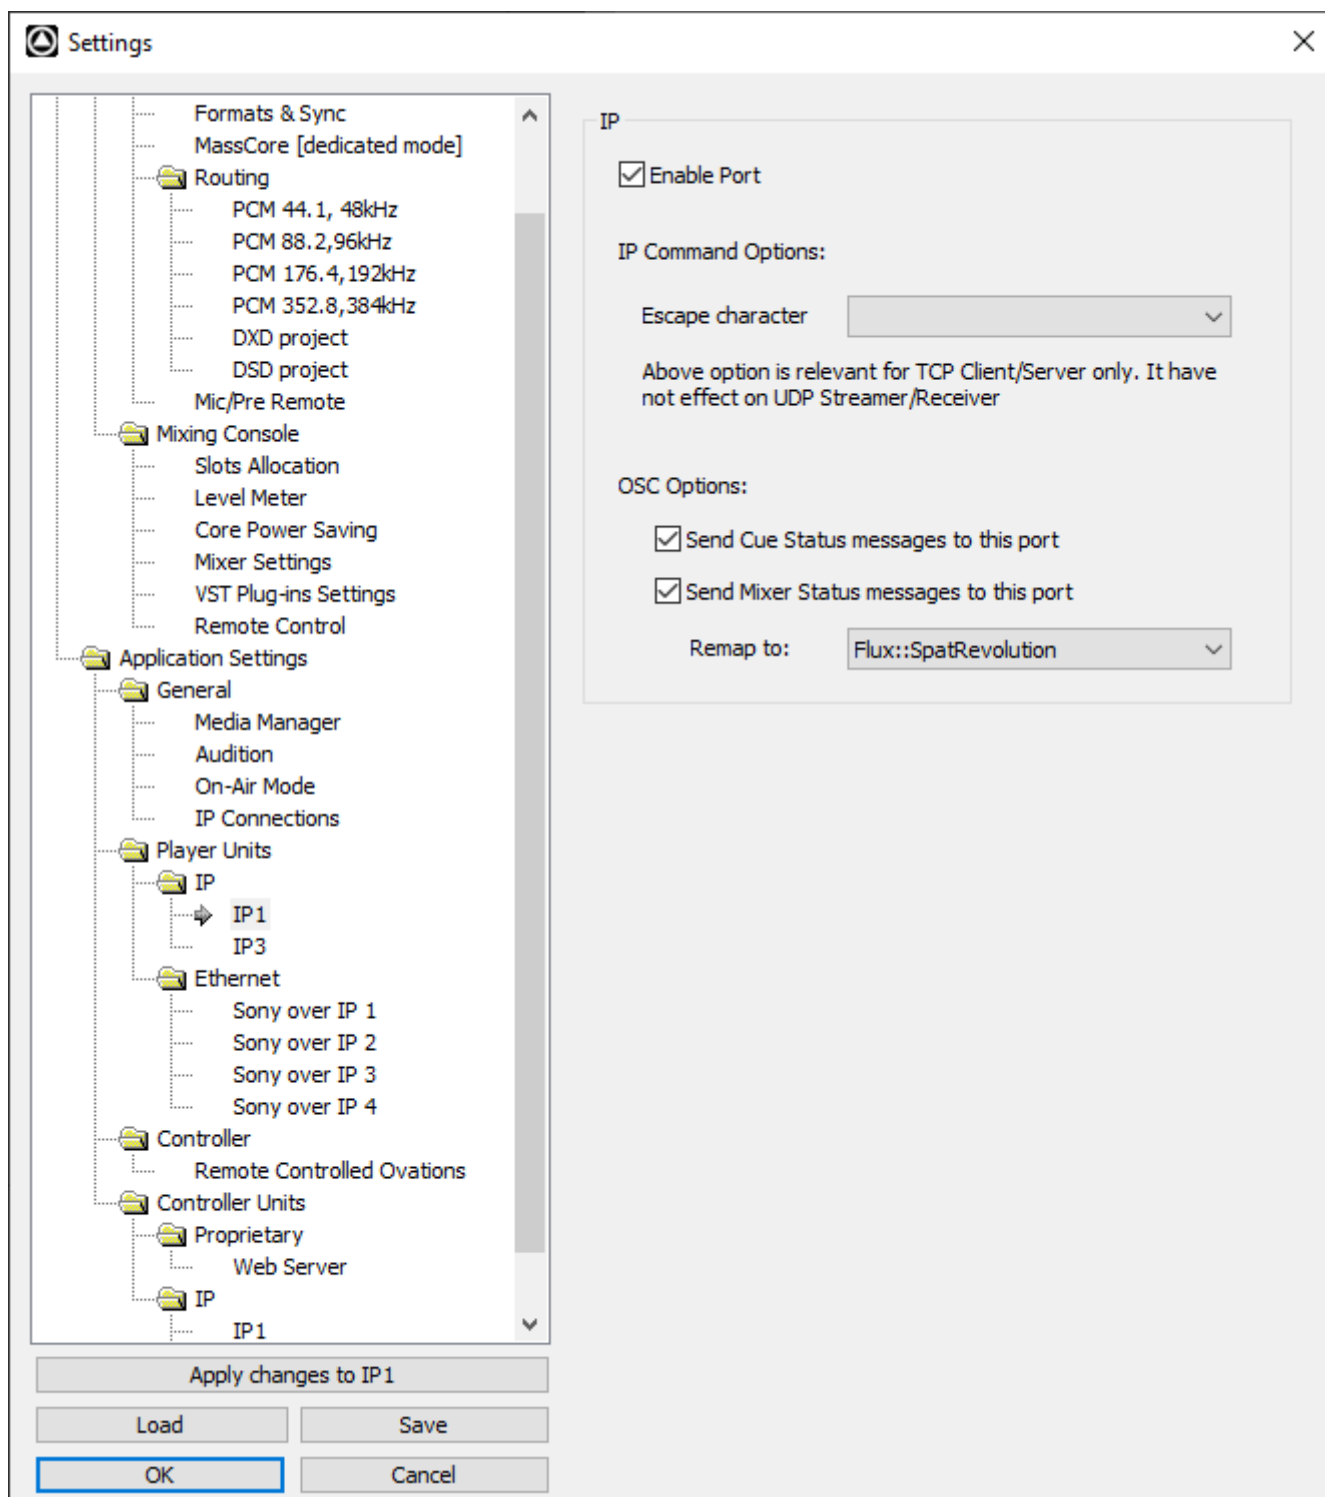 Settings
Formats & Sync
MassCore [dedicated mode]
Routing
PCM 44.1, 48kHz
PCM 88.2,96kHz
PCM 176.4,192kHz
PCM 352.8,384kHz
DXD project
DSD project
Mic/Pre Remote
Mixing Console
Slots Allocation
Level Meter
Core Power Saving
Mixer Settings
VST Plug-ins Settings
Remote Control
Application Settings
General
Media Manager
Audition
On-Air Mode
IP Connections
Player Units
IP
IP1
IP3
Ethernet
Sony over IP 1
Sony over IP 2
Sony over IP 3
Sony over IP 4
Controller
Remote Controlled Ovations
Controller Units
Proprietary
Web Server
IP
IP1
Apply changes to IP1
Load
Save
OK
Cancel
IP
Enable Port
IP Command Options:
Escape character
Above option is relevant for TCP Client/Server only. It have
not effect on UDP Streamer/Receiver
OSC Options:
Send Cue Status messages to this port
Send Mixer Status messages to this port
Remap to:
Flux::SpatRevolution